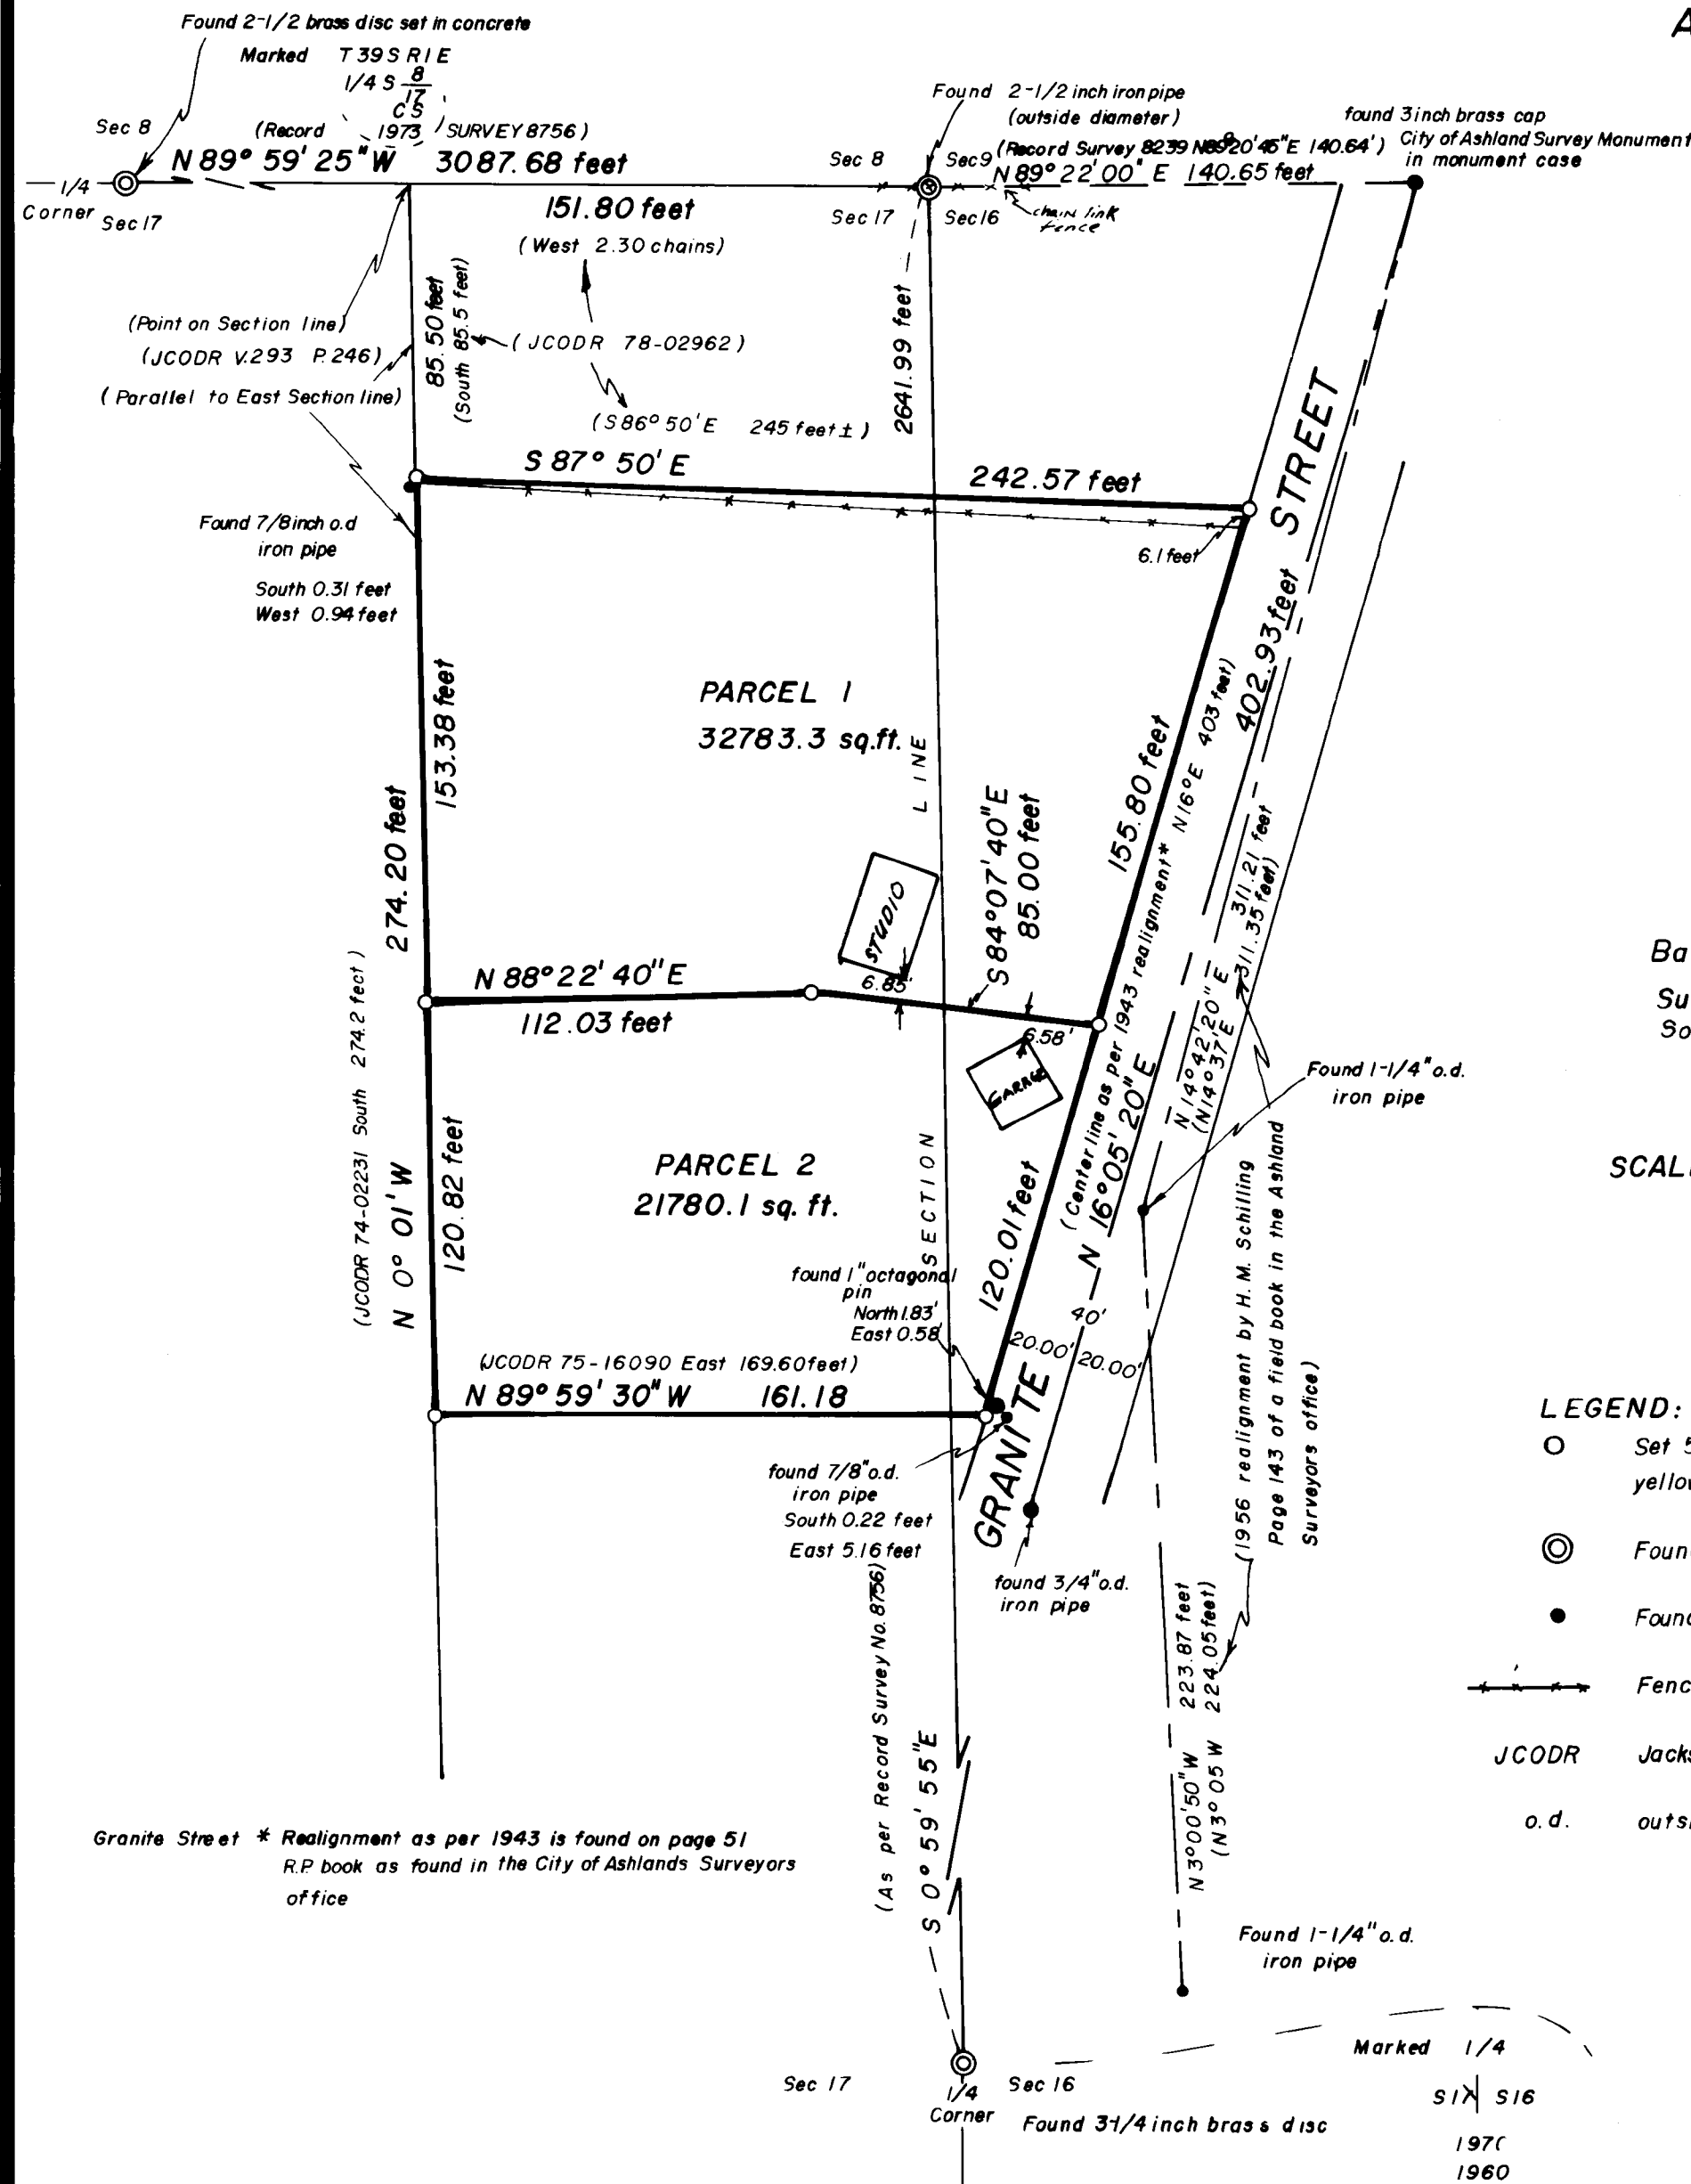 A
Found 2-1/2 brass disc set in concrete
Marked T 39 S R 1 E
1/4 S 8
17
CS
1973
Sec 8
(Record SURVEY 8756)
N 89° 59' 25" W 3087.68 feet
1/4
Corner
Sec 17
Found 2-1/2 inch iron pipe
(outside diameter)
Sec 8
Sec 9
(Record Survey 8239 N89°20'45"E 140.64')
N 89° 22' 00" E 140.65 feet
found 3 inch brass cap
City of Ashland Survey Monument
in monument case
Sec 17
Sec 16
chain link
fence
151.80 feet
(West 2.30 chains)
85.50 feet
(South 85.5 feet)
(JCODR 78-02962)
(S 86° 50' E 245 feet ±)
2641.99 feet
(Point on Section line)
(JCODR V.293 P.246)
(Parallel to East Section line)
S 87° 50' E 242.57 feet
6.1 feet
Found 7/8 inch o.d
iron pipe
South 0.31 feet
West 0.94 feet
153.38 feet
274.20 feet
PARCEL 1
32783.3 sq.ft.
SECTION LINE
STUDIO
6.85'
S 84° 07' 40" E
85.00 feet
155.80 feet
N 88° 22' 40" E
112.03 feet
6.58'
GARAGE
(JCODR 74-02231 South 274.2 feet)
N 0° 01' W
120.82 feet
PARCEL 2
21780.1 sq. ft.
120.01 feet
(Center line as per 1943 realignment* N 16° E 403 feet)
N 16° 05' 20" E 402.93 feet
GRANITE STREET
N 14° 42' 20" E 311.21 feet
(N 14° 37' E 311.35 feet)
Found 1-1/4" o.d.
iron pipe
found 1" octagonal
pin
North 1.83'
East 0.58'
40'
20.00' 20.00'
(JCODR 75-16090 East 169.60 feet)
N 89° 59' 30" W 161.18
found 7/8" o.d.
iron pipe
South 0.22 feet
East 5.16 feet
found 3/4" o.d.
iron pipe
(1956 realignment by H. M. Schilling
Page 143 of a field book in the Ashland
Surveyors office)
N 3° 00' 50" W 223.87 feet
(N 3° 05 W 224.05 feet)
(As per Record Survey No. 8756)
S 0° 59' 55" E
Granite Street * Realignment as per 1943 is found on page 51
R.P. book as found in the City of Ashlands Surveyors
office
Found 1-1/4" o.d.
iron pipe
Sec 17
Sec 16
1/4
Corner
Found 3-1/4 inch brass disc
Marked 1/4
S17 S16
1960
Ba
Su
So
SCAL
LEGEND:
Set 5
yellow
Foun
Foun
Fenc
JCODR Jacks
o.d. outs